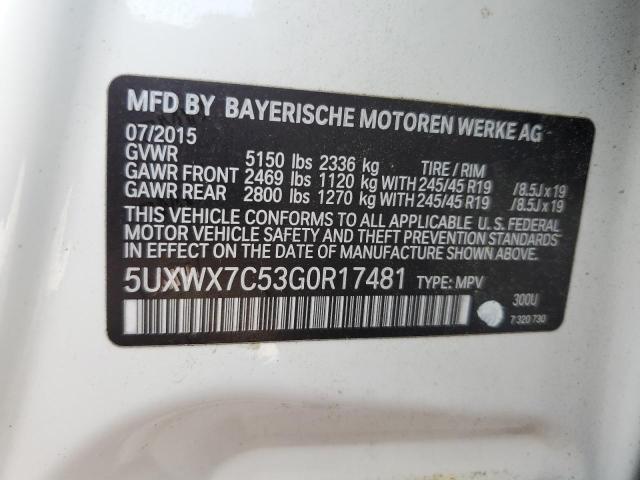 MFD BY BAYERISCHE MOTOREN WERKE AG
07/2015
GVWR 5150 lbs 2336 kg TIRE / RIM
GAWR FRONT 2469 lbs 1120 kg WITH 245/45 R19 /8.5J x 19
GAWR REAR 2800 lbs 1270 kg WITH 245/45 R19 /8.5J x 19
THIS VEHICLE CONFORMS TO ALL APPLICABLE U. S. FEDERAL
MOTOR VEHICLE SAFETY AND THEFT PREVENTION STANDARDS
IN EFFECT ON THE DATE OF MANUFACTURE SHOWN ABOVE.
5UXWX7C53G0R17481 TYPE: MPV
300U
7 320 730